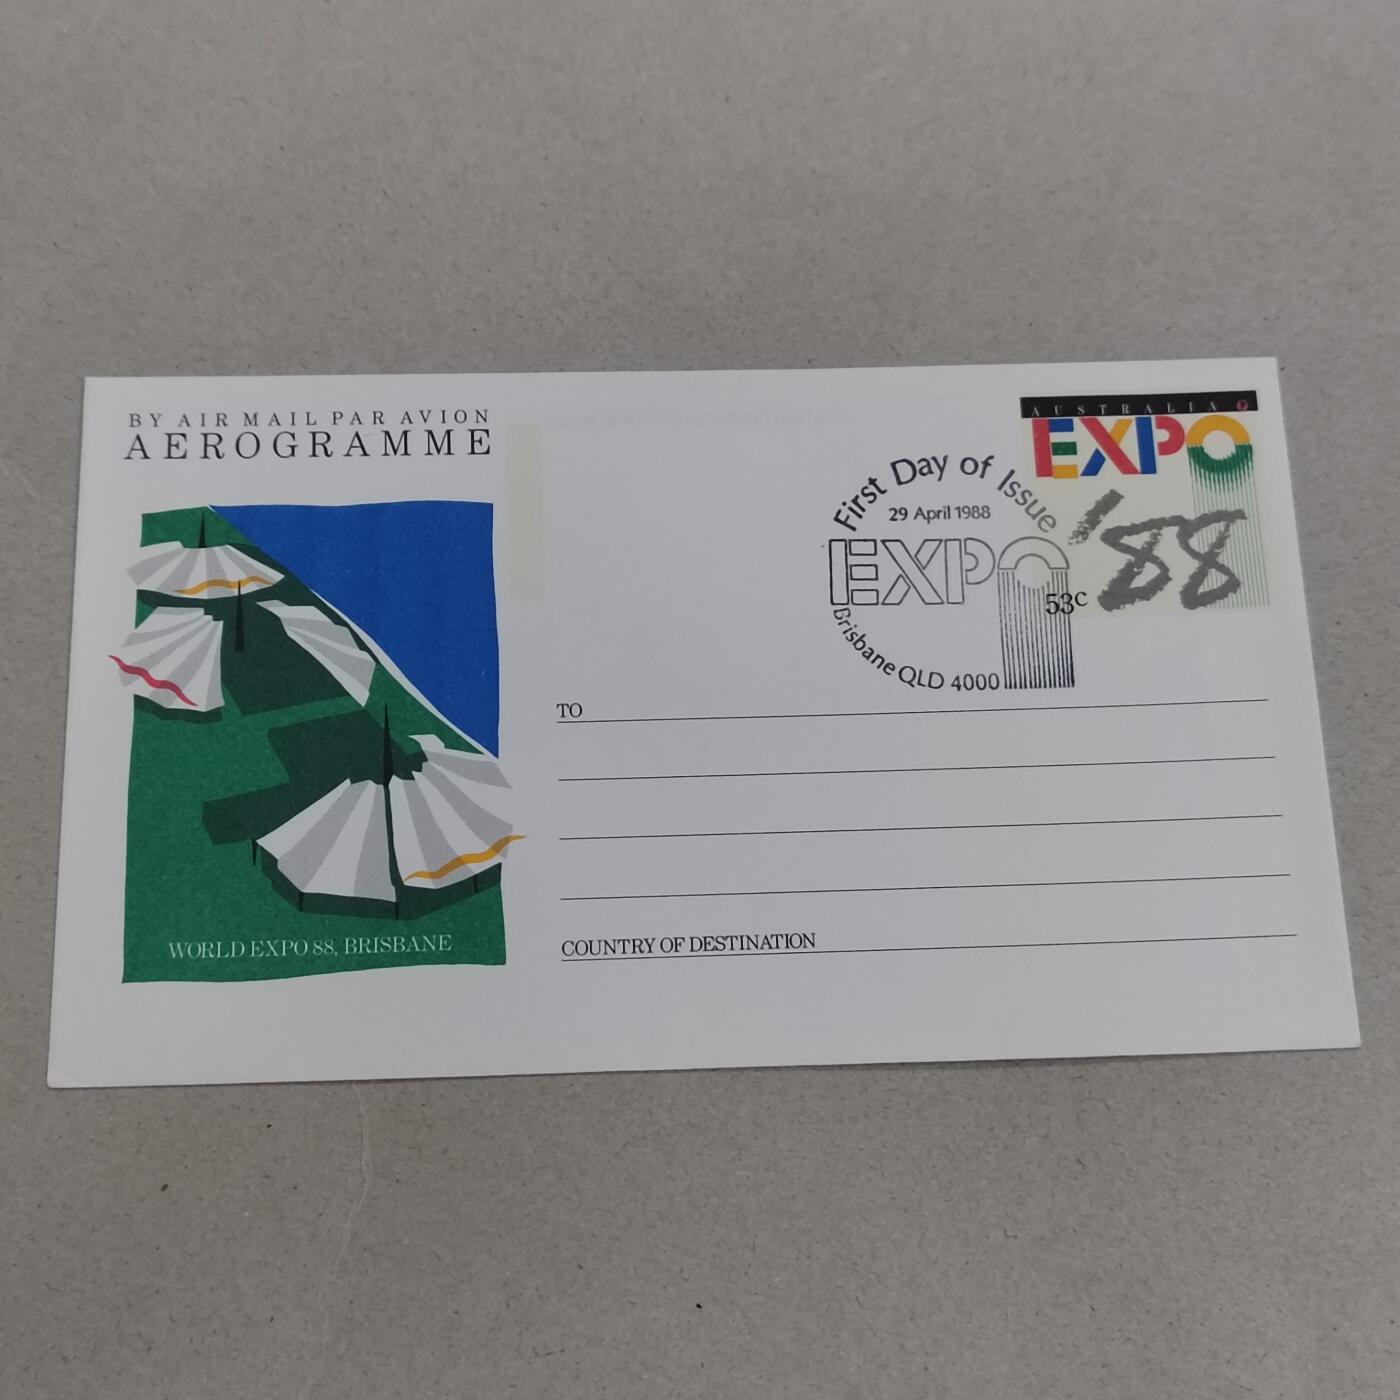 BY AIR MAIL PAR AVION
AEROGRAMME
AUSTRALIA
EXPO
'88
53c
First Day of Issue
29 April 1988
EXPO
Brisbane QLD 4000
TO
COUNTRY OF DESTINATION
WORLD EXPO 88, BRISBANE